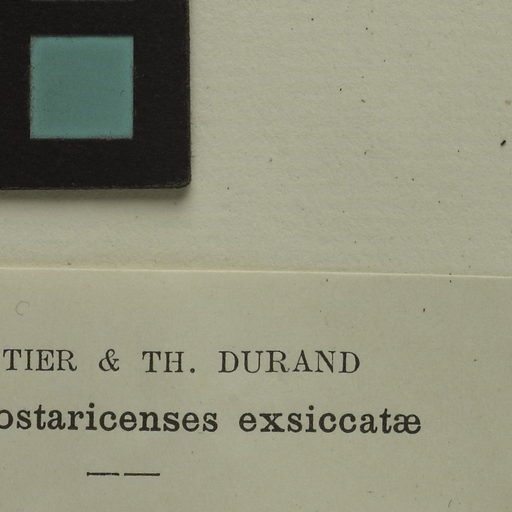 TIER & TH. DURAND
ostaricenses exsiccatæ